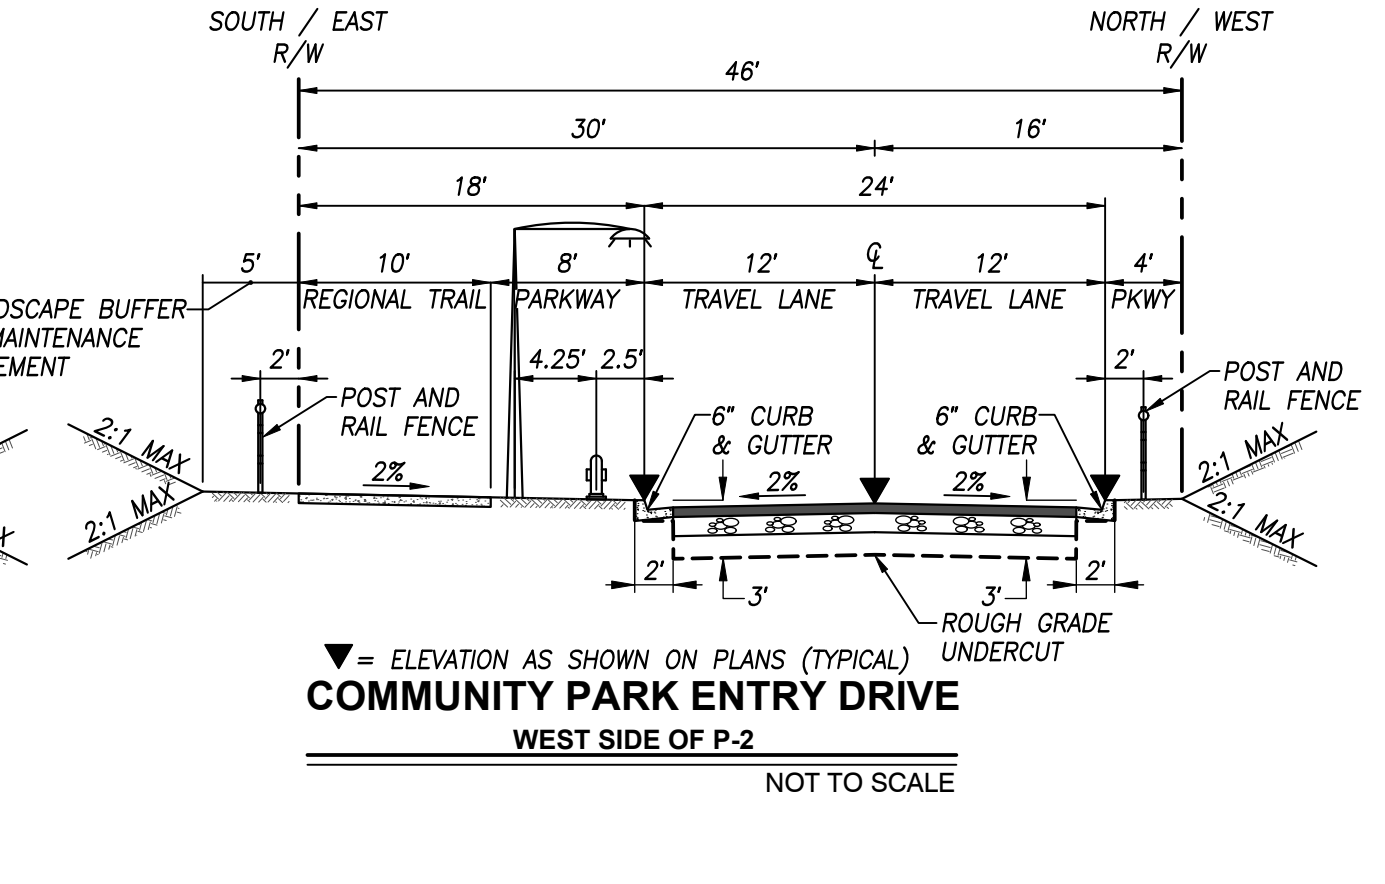 SOUTH / EAST
R/W
NORTH / WEST
R/W
46'
30'
16'
18'
24'
5'
10'
8'
12'
℄
12'
4'
REGIONAL TRAIL
PARKWAY
TRAVEL LANE
TRAVEL LANE
PKWY
DSCAPE BUFFER
MAINTENANCE
EMENT
2'
4.25'
2.5'
2'
POST AND
RAIL FENCE
POST AND
RAIL FENCE
6" CURB
& GUTTER
6" CURB
& GUTTER
2:1 MAX
2:1 MAX
2%
2%
2%
2:1 MAX
2:1 MAX
2'
3'
3'
2'
ROUGH GRADE
UNDERCUT
= ELEVATION AS SHOWN ON PLANS (TYPICAL)
COMMUNITY PARK ENTRY DRIVE
WEST SIDE OF P-2
NOT TO SCALE